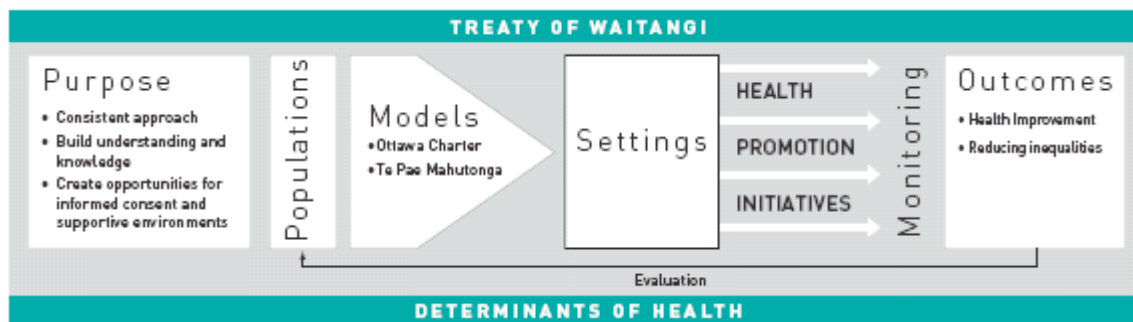 TREATY OF WAITANGI
Purpose
• Consistent approach
• Build understanding and
knowledge
• Create opportunities for
informed consent and
supportive environments
Populations
Models
•Ottawa Charter
•Te Pae Mahutonga
Settings
HEALTH
PROMOTION
INITIATIVES
Monitoring
Outcomes
• Health Improvement
• Reducing inequalities
Evaluation
DETERMINANTS OF HEALTH